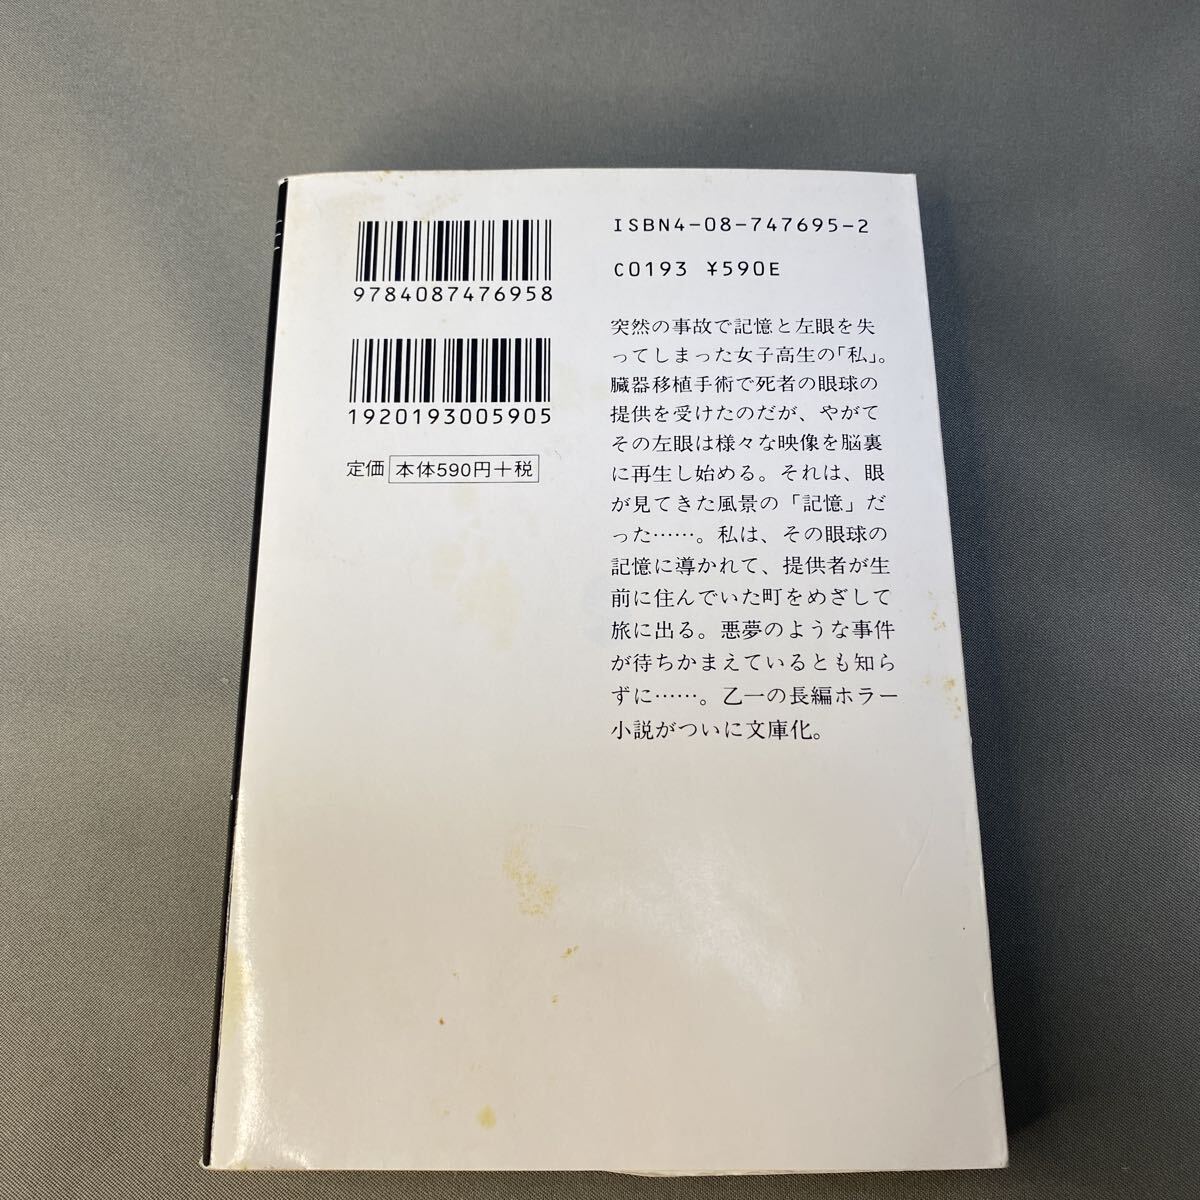 9784087476958
1920193005905
定価 本体590円+税
ISBN4-08-747695-2
C0193 ¥590E
突然の事故で記憶と左眼を失
ってしまった女子高生の「私」。
臓器移植手術で死者の眼球の
提供を受けたのだが、やがて
その左眼は様々な映像を脳裏
に再生し始める。それは、眼
が見てきた風景の「記憶」だ
った……。私は、その眼球の
記憶に導かれて、提供者が生
前に住んでいた町をめざして
旅に出る。悪夢のような事件
が待ちかまえているとも知ら
ずに……。乙一の長編ホラー
小説がついに文庫化。